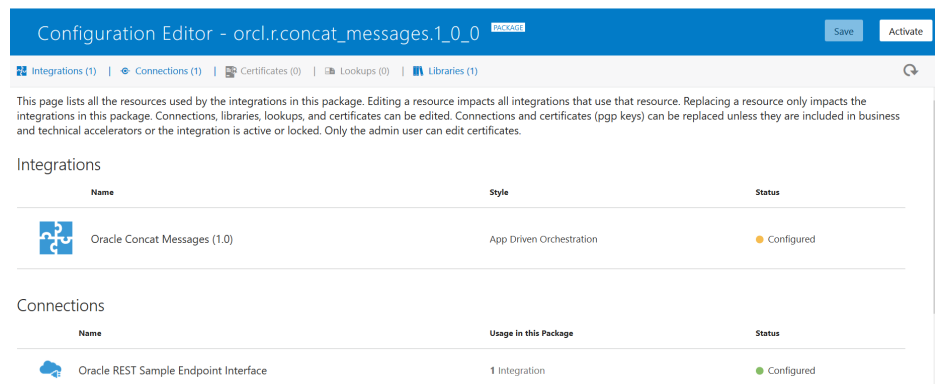 Configuration Editor - orcl.r.concat_messages.1_0_0 PACKAGE Save Activate
Integrations (1) | Connections (1) | Certificates (0) | Lookups (0) | Libraries (1)
This page lists all the resources used by the integrations in this package. Editing a resource impacts all integrations that use that resource. Replacing a resource only impacts the
integrations in this package. Connections, libraries, lookups, and certificates can be edited. Connections and certificates (pgp keys) can be replaced unless they are included in business
and technical accelerators or the integration is active or locked. Only the admin user can edit certificates.
Integrations
Name Style Status
Oracle Concat Messages (1.0) App Driven Orchestration Configured
Connections
Name Usage in this Package Status
Oracle REST Sample Endpoint Interface 1 Integration Configured